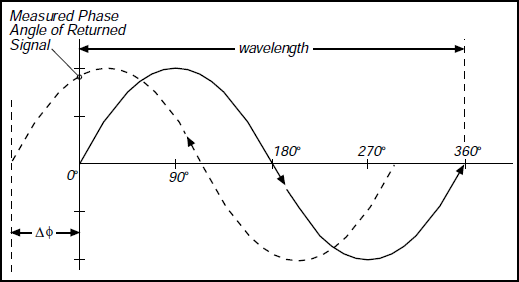 Measured Phase
Angle of Returned
Signal
wavelength
0°
90°
180°
270°
360°
Δϕ